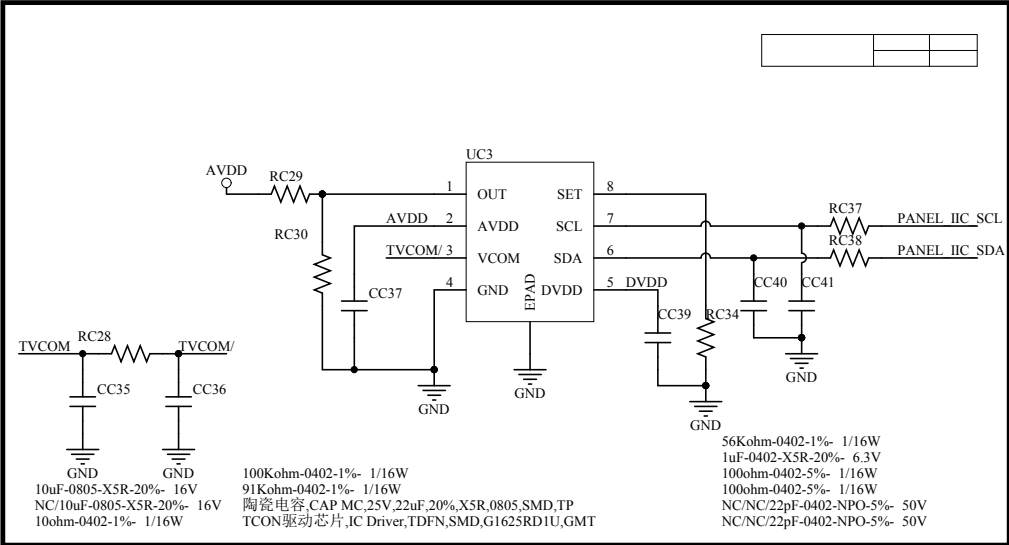 UC3
AVDD
RC29
1
OUT
SET
8
RC30
AVDD
2
AVDD
SCL
7
RC37
PANEL_IIC_SCL
TVCOM/
3
VCOM
SDA
6
RC38
PANEL_IIC_SDA
4
GND
EPAD
DVDD
5
DVDD
CC37
CC39
RC34
CC40
CC41
TVCOM
RC28
TVCOM/
CC35
CC36
GND
GND
GND
GND
GND
GND
10uF-0805-X5R-20%- 16V
NC/10uF-0805-X5R-20%- 16V
10ohm-0402-1%- 1/16W
100Kohm-0402-1%- 1/16W
91Kohm-0402-1%- 1/16W
陶瓷电容,CAP MC,25V,22uF,20%,X5R,0805,SMD,TP
TCON驱动芯片,IC Driver,TDFN,SMD,G1625RD1U,GMT
56Kohm-0402-1%- 1/16W
1uF-0402-X5R-20%- 6.3V
100ohm-0402-5%- 1/16W
100ohm-0402-5%- 1/16W
NC/NC/22pF-0402-NPO-5%- 50V
NC/NC/22pF-0402-NPO-5%- 50V